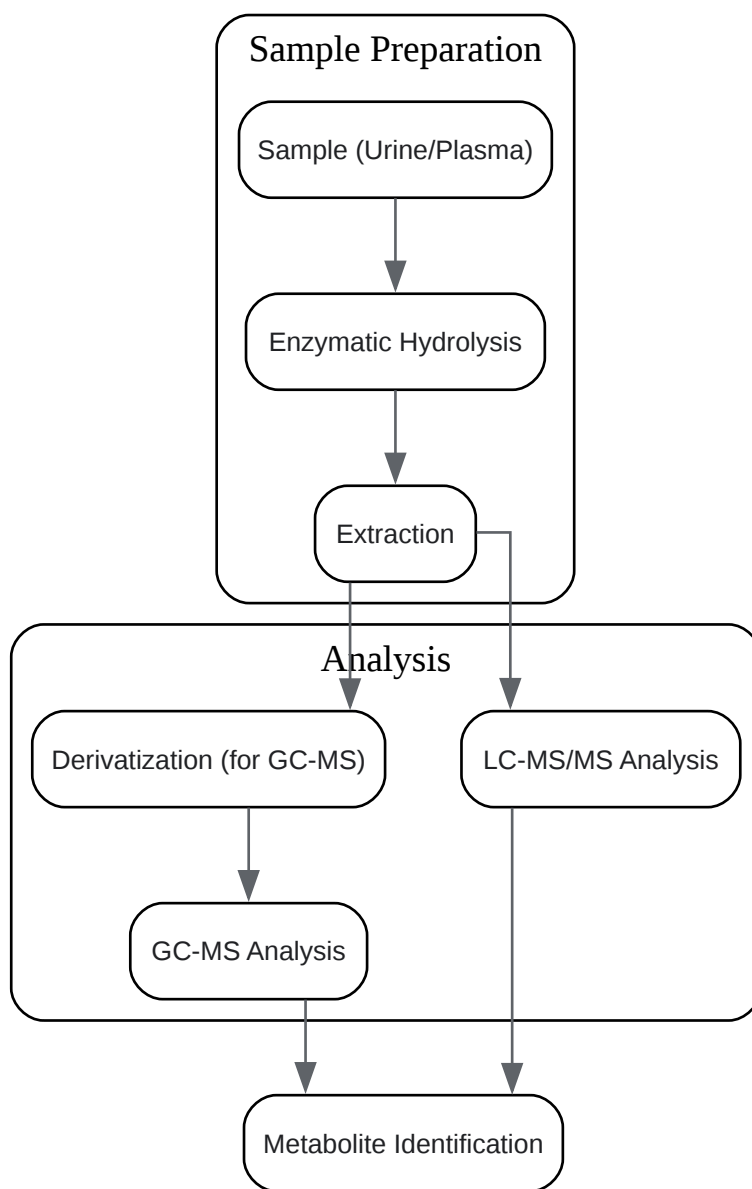 Sample Preparation
Sample (Urine/Plasma)
Enzymatic Hydrolysis
Extraction
Analysis
Derivatization (for GC-MS)
LC-MS/MS Analysis
GC-MS Analysis
Metabolite Identification